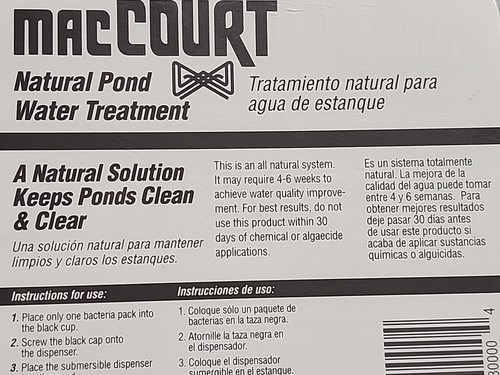 MACCOURT
Natural Pond
Water Treatment
Tratamiento natural para
agua de estanque
A Natural Solution
Keeps Ponds Clean
& Clear
Una solución natural para mantener
limpios y claros los estanques.
This is an all natural system.
It may require 4-6 weeks to
achieve water quality improve-
ment. For best results, do not
use this product within 30
days of chemical or algaecide
applications.
Es un sistema totalmente
natural. La mejora de la
calidad del agua puede tomar
entre 4 y 6 semanas. Para
obtener mejores resultados
deje pasar 30 días antes
de usar este producto si
acaba de aplicar sustancias
químicas o alguicidas.
Instructions for use:
1. Place only one bacteria pack into
the black cup.
2. Screw the black cap onto
the dispenser.
3. Place the submersible dispenser
Instrucciones de uso:
1. Coloque sólo un paquete de
bacterias en la taza negra.
2. Atornille la taza negra en
el dispensador.
3. Coloque el dispensador
sumergible en el estanque.
4
30000